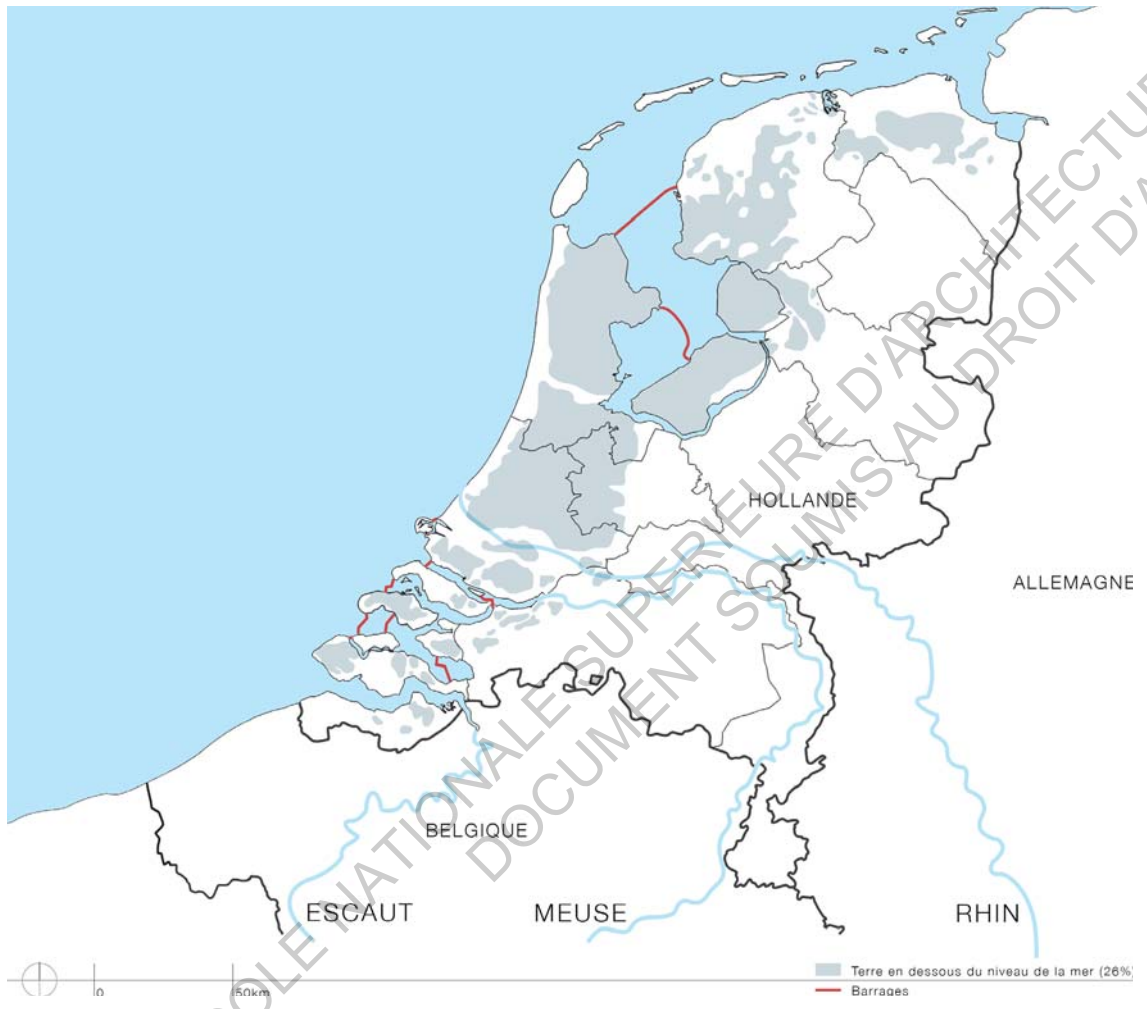 ECOLE NATIONALE SUPERIEURE D'ARCHITECTURE
DOCUMENT SOUMIS AU DROIT D'A
HOLLANDE
ALLEMAGNE
BELGIQUE
ESCAUT
MEUSE
RHIN
0
50km
Terre en dessous du niveau de la mer (26%)
Barrages